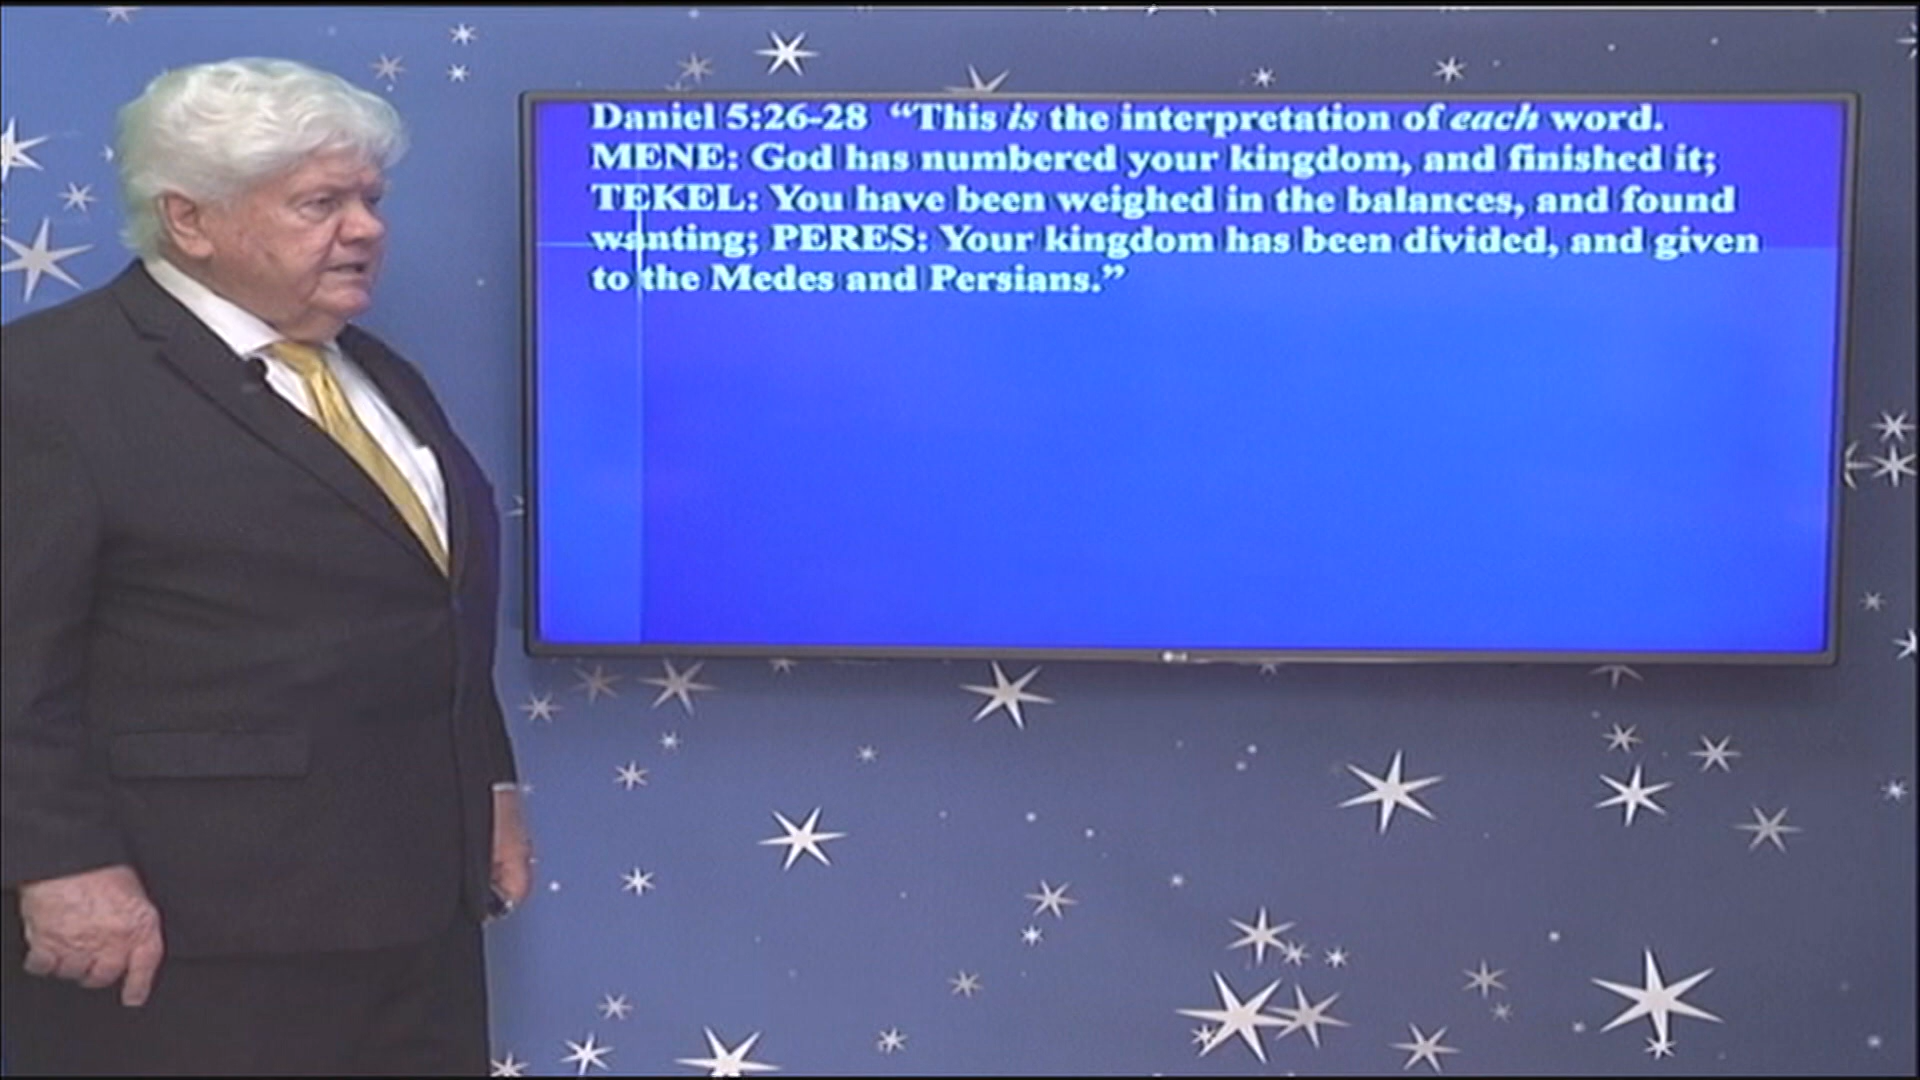 Daniel 5:26-28 “This is the interpretation of each word.
MENE: God has numbered your kingdom, and finished it;
TEKEL: You have been weighed in the balances, and found
wanting; PERES: Your kingdom has been divided, and given
to the Medes and Persians.”